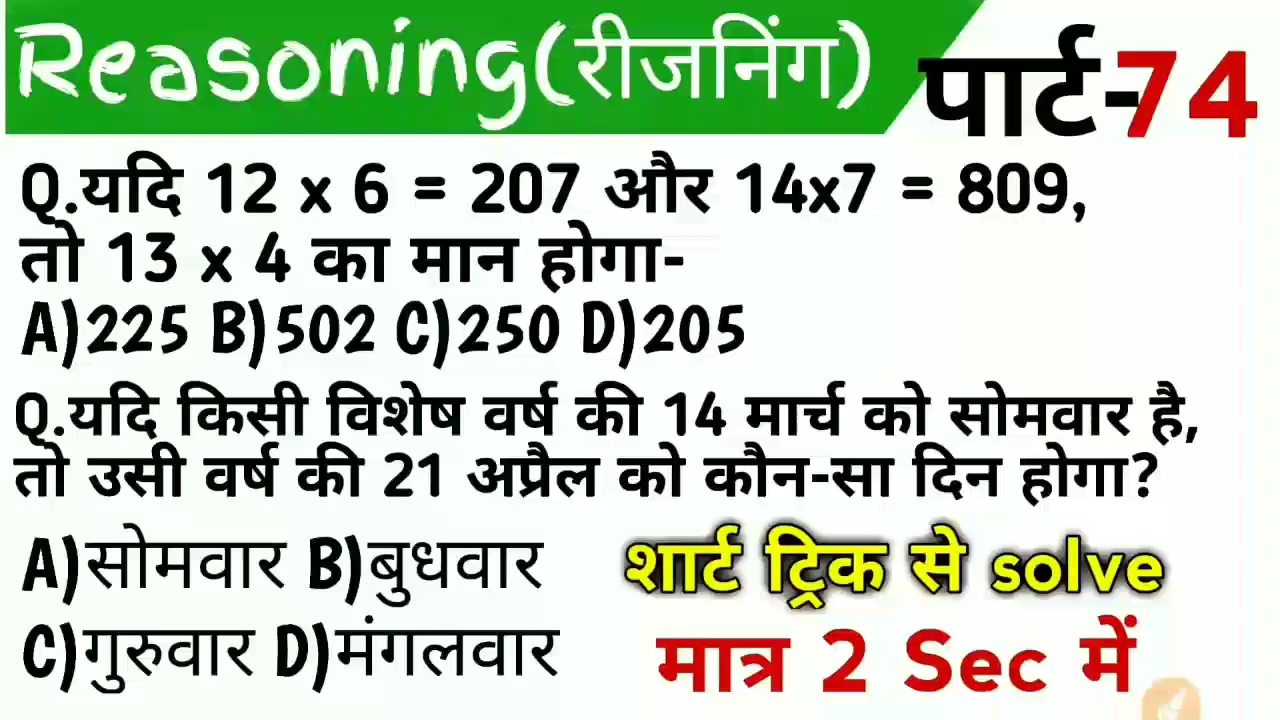 Reasoning(रीजनिंग) पार्ट-74
Q.यदि 12 x 6 = 207 और 14x7 = 809,
तो 13 x 4 का मान होगा-
A)225 B)502 C)250 D)205
Q.यदि किसी विशेष वर्ष की 14 मार्च को सोमवार है,
तो उसी वर्ष की 21 अप्रैल को कौन-सा दिन होगा?
A)सोमवार B)बुधवार
C)गुरुवार D)मंगलवार
शार्ट ट्रिक से solve
मात्र 2 Sec में